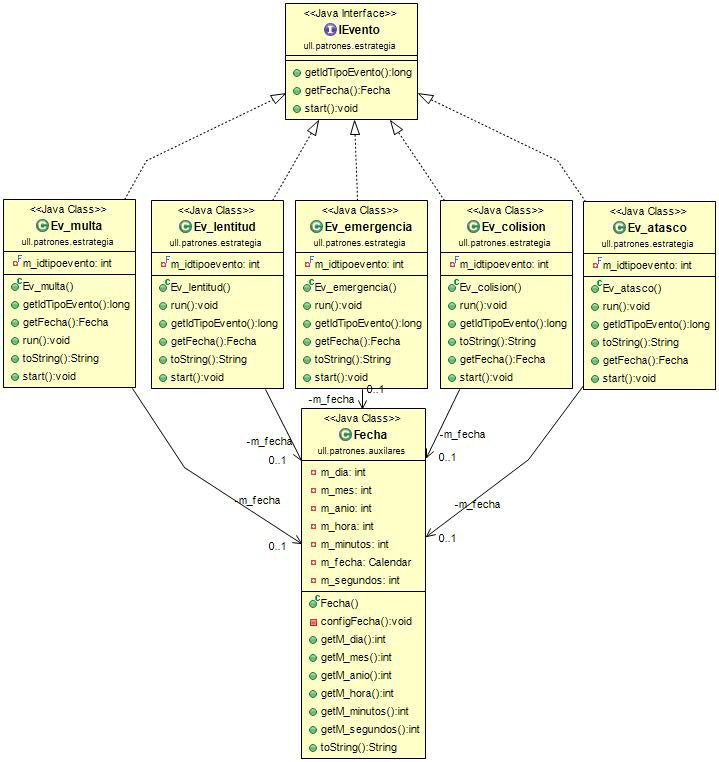 <<Java Interface>>
IEvento
ull.patrones.estrategia
getIdTipoEvento():long
getFecha():Fecha
start():void
<<Java Class>>
Ev_multa
ull.patrones.estrategia
m_idtipoevento: int
Ev_multa()
getIdTipoEvento():long
getFecha():Fecha
run():void
toString():String
start():void
<<Java Class>>
Ev_lentitud
ull.patrones.estrategia
m_idtipoevento: int
Ev_lentitud()
run():void
getIdTipoEvento():long
getFecha():Fecha
toString():String
start():void
<<Java Class>>
Ev_emergencia
ull.patrones.estrategia
m_idtipoevento: int
Ev_emergencia()
run():void
getIdTipoEvento():long
getFecha():Fecha
toString():String
start():void
<<Java Class>>
Ev_colision
ull.patrones.estrategia
m_idtipoevento: int
Ev_colision()
run():void
getIdTipoEvento():long
toString():String
getFecha():Fecha
start():void
<<Java Class>>
Ev_atasco
ull.patrones.estrategia
m_idtipoevento: int
Ev_atasco()
run():void
getIdTipoEvento():long
toString():String
getFecha():Fecha
start():void
0..1
-m_fecha
-m_fecha
0..1
-m_fecha
0..1
-m_fecha
0..1
-m_fecha
0..1
<<Java Class>>
Fecha
ull.patrones.auxilares
m_dia: int
m_mes: int
m_anio: int
m_hora: int
m_minutos: int
m_fecha: Calendar
m_segundos: int
Fecha()
configFecha():void
getM_dia():int
getM_mes():int
getM_anio():int
getM_hora():int
getM_minutos():int
getM_segundos():int
toString():String